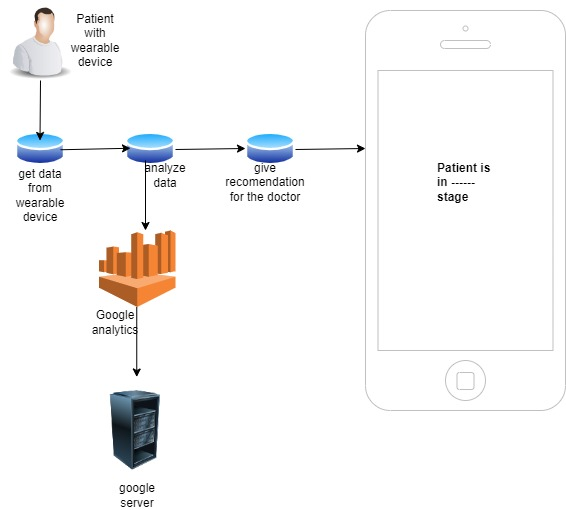 Patient
with
wearable
device
get data
from
wearable
device
analyze
data
give
recomendation
for the doctor
Patient is
in ------
stage
Google
analytics
google
server